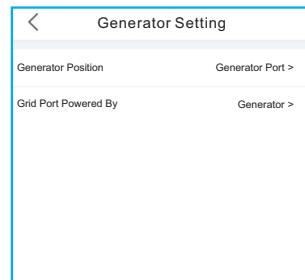 Generator Setting
Generator Position Generator Port >
Grid Port Powered By Generator >